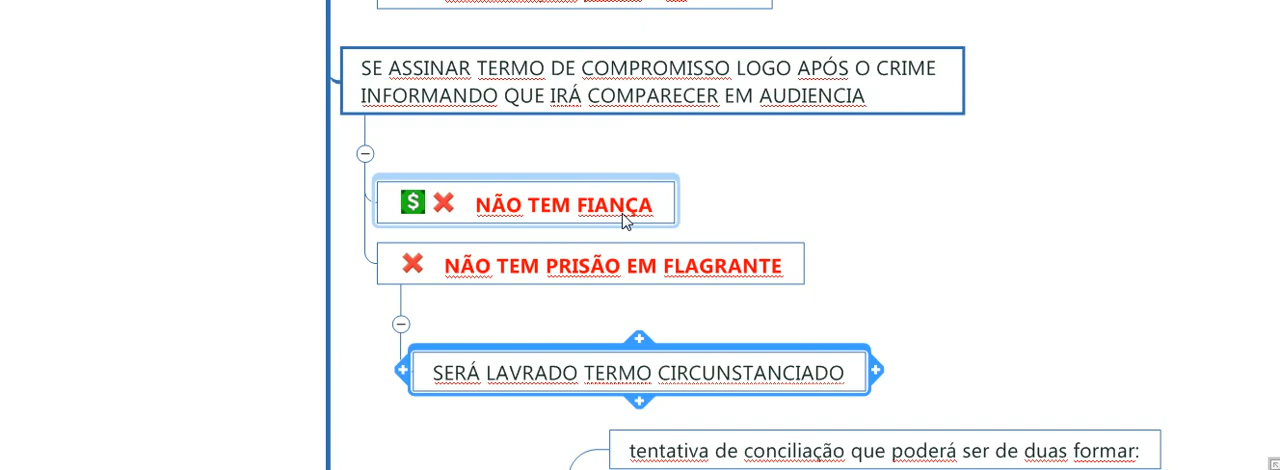 SE ASSINAR TERMO DE COMPROMISSO LOGO APÓS O CRIME
INFORMANDO QUE IRÁ COMPARECER EM AUDIENCIA
NÃO TEM FIANÇA
NÃO TEM PRISÃO EM FLAGRANTE
SERÁ LAVRADO TERMO CIRCUNSTANCIADO
tentativa de conciliação que poderá ser de duas formar: